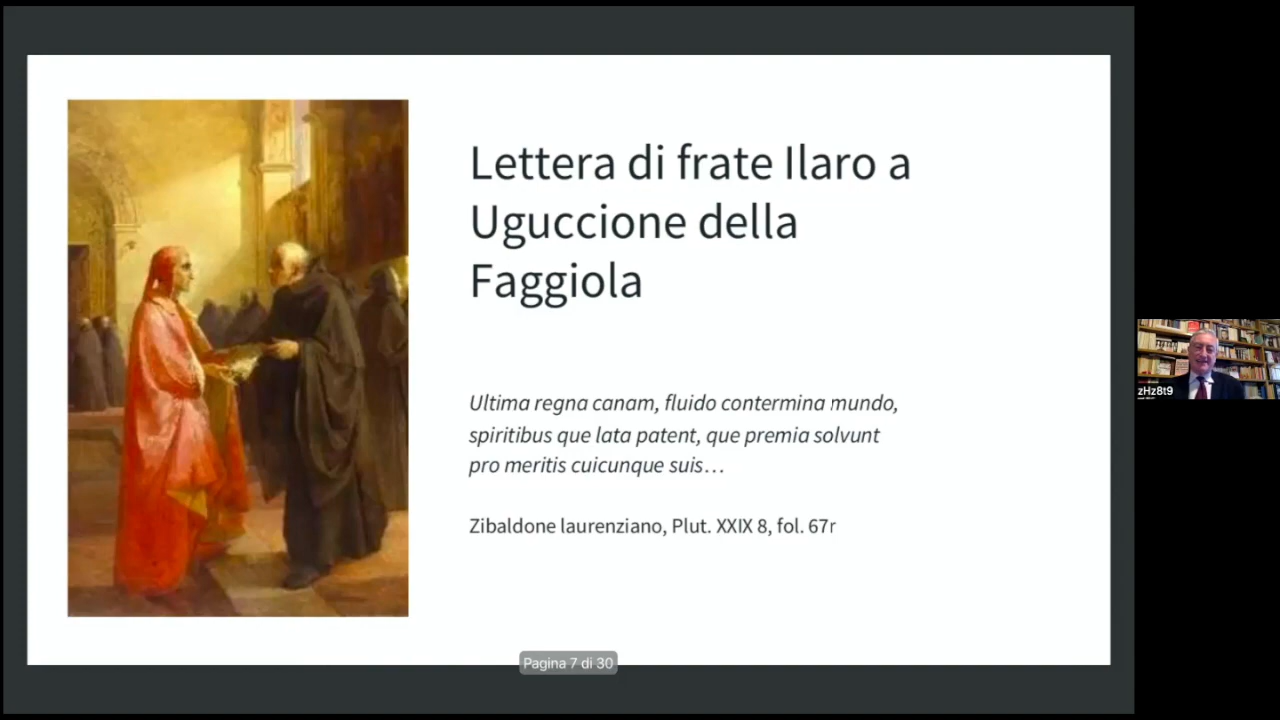 Lettera di frate Ilaro a
Uguccione della
Faggiola
Ultima regna canam, fluido contermina mundo,
spiritibus que lata patent, que premia solvunt
pro meritis cuicunque suis…
Zibaldone laurenziano, Plut. XXIX 8, fol. 67r
Pagina 7 di 30
zHz8t9